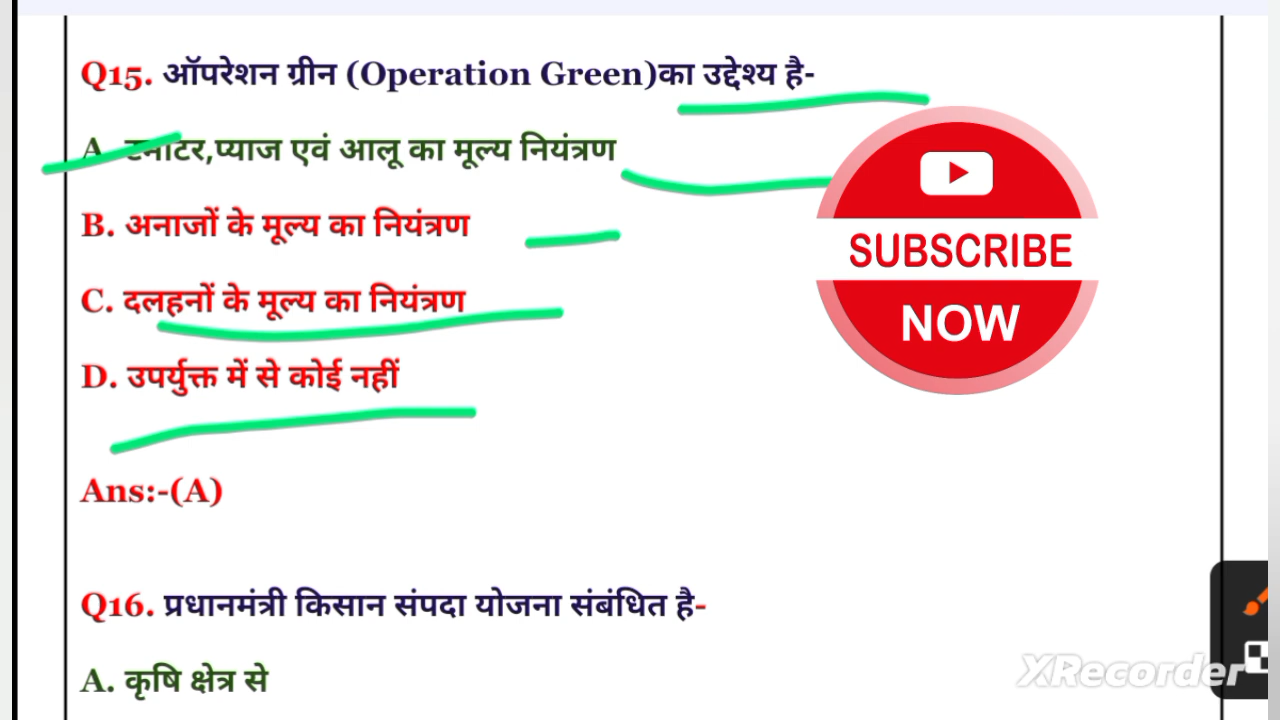 Q15. ऑपरेशन ग्रीन (Operation Green)का उद्देश्य है-
A. टमाटर,प्याज एवं आलू का मूल्य नियंत्रण
B. अनाजों के मूल्य का नियंत्रण
C. दलहनों के मूल्य का नियंत्रण
D. उपर्युक्त में से कोई नहीं
SUBSCRIBE
NOW
Ans:-(A)
Q16. प्रधानमंत्री किसान संपदा योजना संबंधित है-
A. कृषि क्षेत्र से
XRecorder